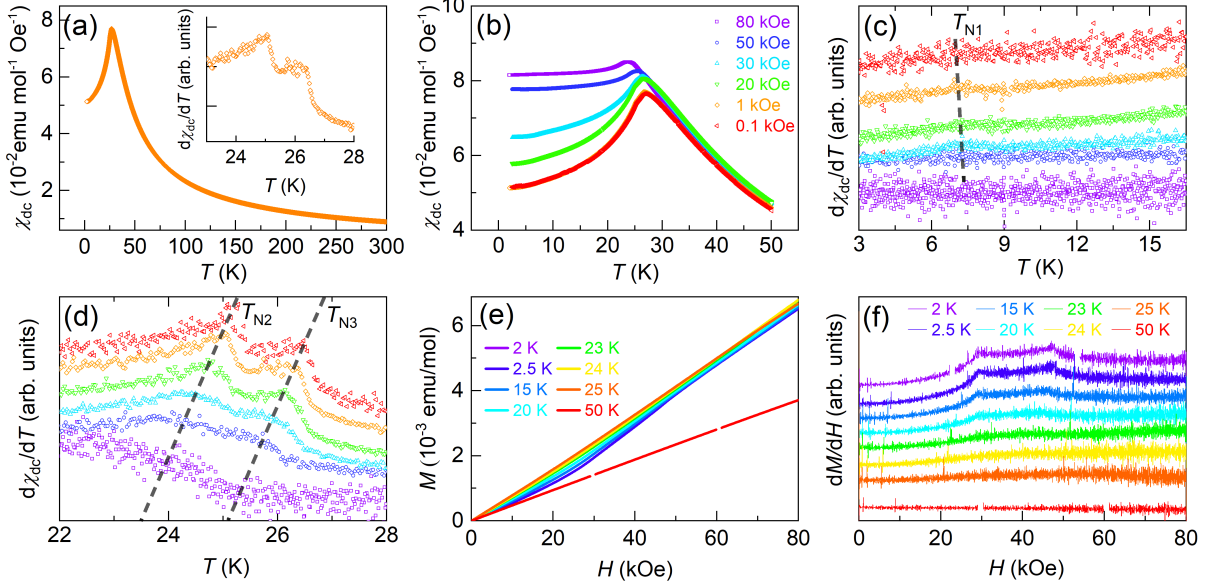 (a)
8
6
4
2
0 25 50 75 100 150 200 250 300
T (K)
χdc (10⁻²emu mol⁻¹ Oe⁻¹)
dχdc/dT (arb. units)
24 25 26 27 28
T (K)
(b)
10
8
6
4
0 10 20 30 40 50
T (K)
χdc (10⁻²emu mol⁻¹ Oe⁻¹)
80 kOe
50 kOe
30 kOe
20 kOe
1 kOe
0.1 kOe
(c)
TN1
dχdc/dT (arb. units)
3 6 9 12 15
T (K)
(d)
TN2
TN3
dχdc/dT (arb. units)
22 24 26 28
T (K)
(e)
6
4
2
0
0 20 40 60 80
H (kOe)
M (10⁻³ emu/mol)
2 K 23 K
2.5 K 24 K
15 K 25 K
20 K 50 K
(f)
2 K 15 K 23 K 25 K
2.5 K 20 K 24 K 50 K
dM/dH (arb. units)
0 20 40 60 80
H (kOe)